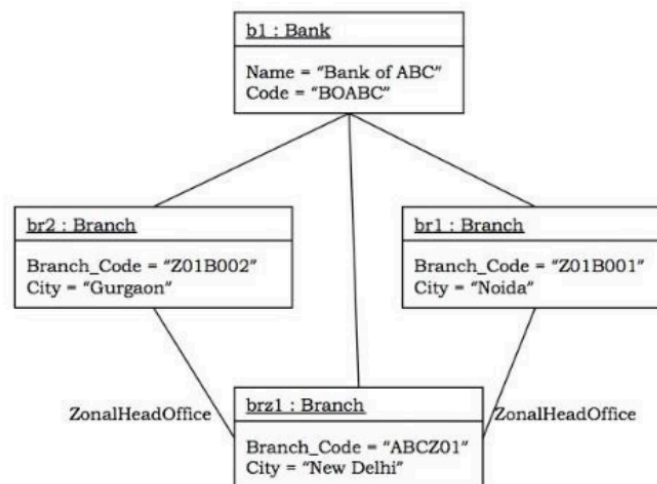 b1 : Bank
Name = "Bank of ABC"
Code = "BOABC"
br2 : Branch
Branch_Code = "Z01B002"
City = "Gurgaon"
br1 : Branch
Branch_Code = "Z01B001"
City = "Noida"
ZonalHeadOffice
brz1 : Branch
Branch_Code = "ABCZ01"
City = "New Delhi"
ZonalHeadOffice